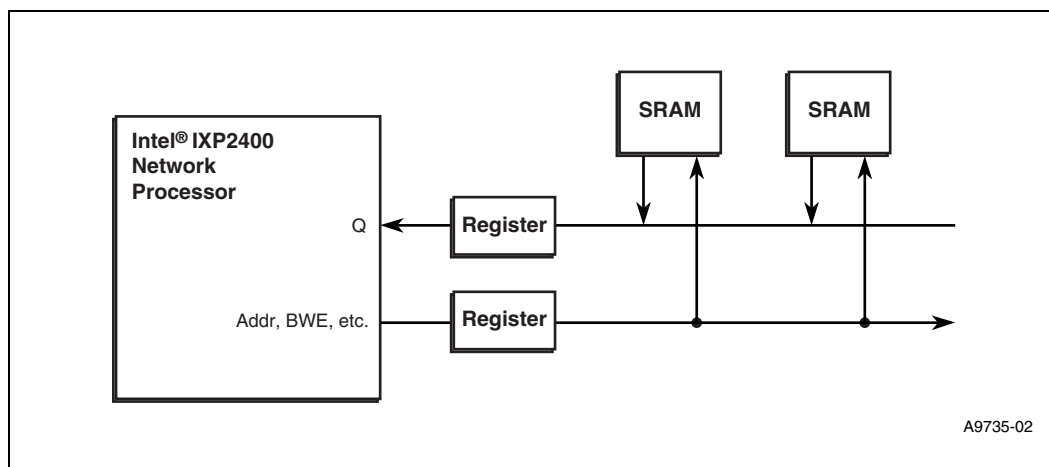 SRAM
SRAM
Intel® IXP2400
Network
Processor
Q
Register
Addr, BWE, etc.
Register
A9735-02